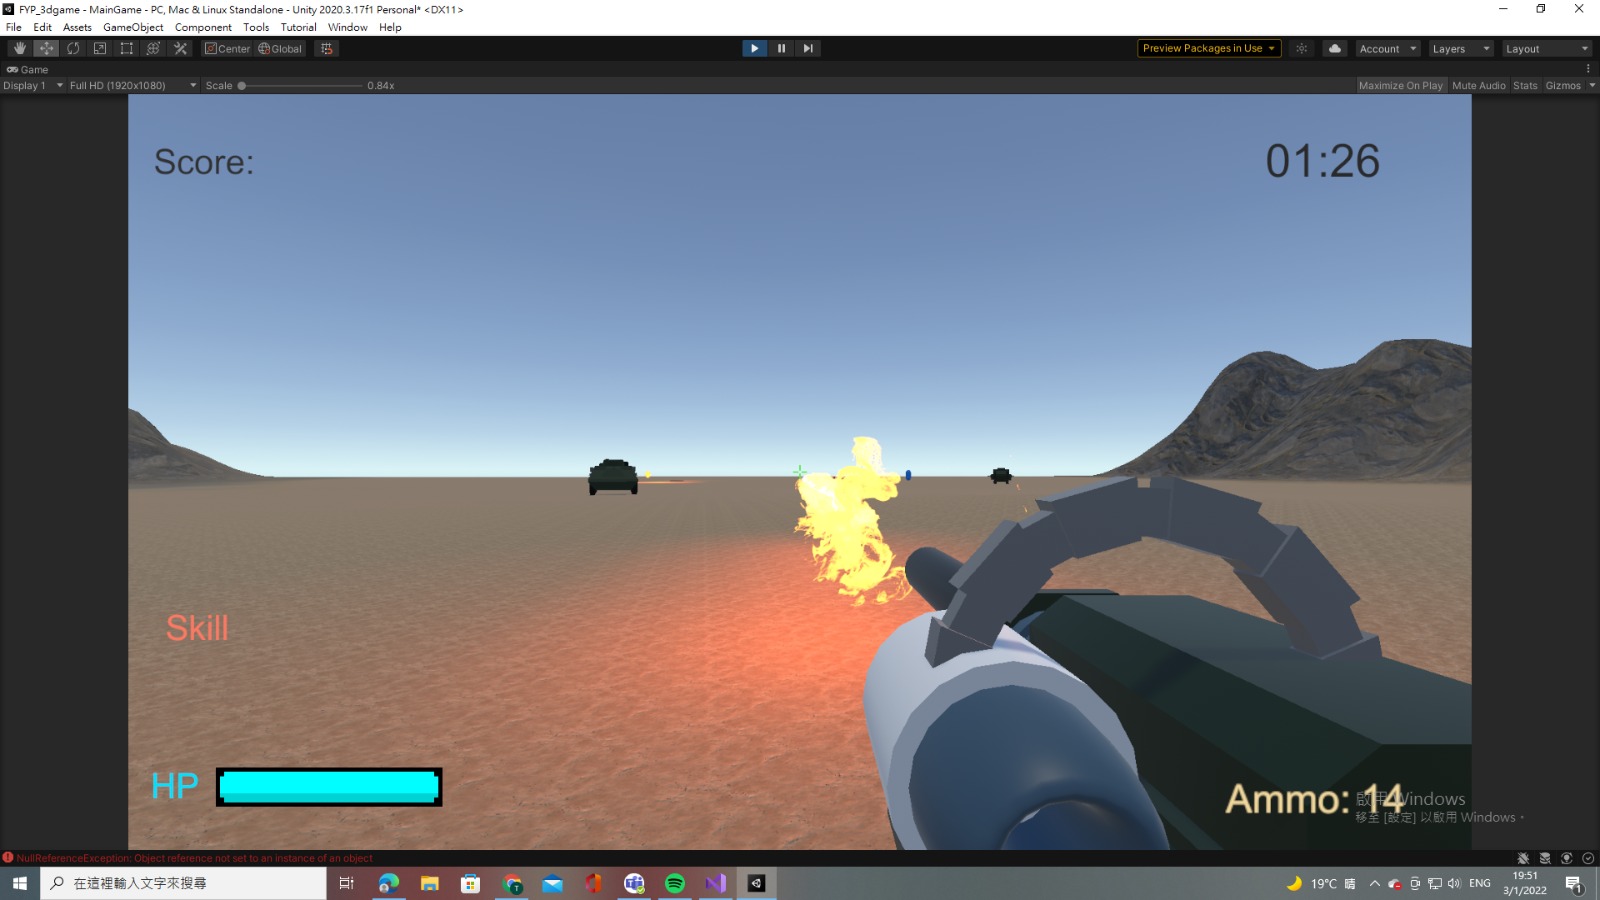 FYP_3dgame - MainGame - PC, Mac & Linux Standalone - Unity 2020.3.17f1 Personal* <DX11>
File Edit Assets GameObject Component Tools Tutorial Window Help
Center Global Preview Packages in Use Account Layers Layout
Game
Display 1 Full HD (1920x1080) Scale 0.84x Maximize On Play Mute Audio Stats Gizmos
Score: 01:26
Skill
HP
Ammo: 14
啟用 Windows
移至 [設定] 以啟用 Windows。
NullReferenceException: Object reference not set to an instance of an object
在這裡輸入文字來搜尋
19°C 晴 ENG
19:51
3/1/2022
1